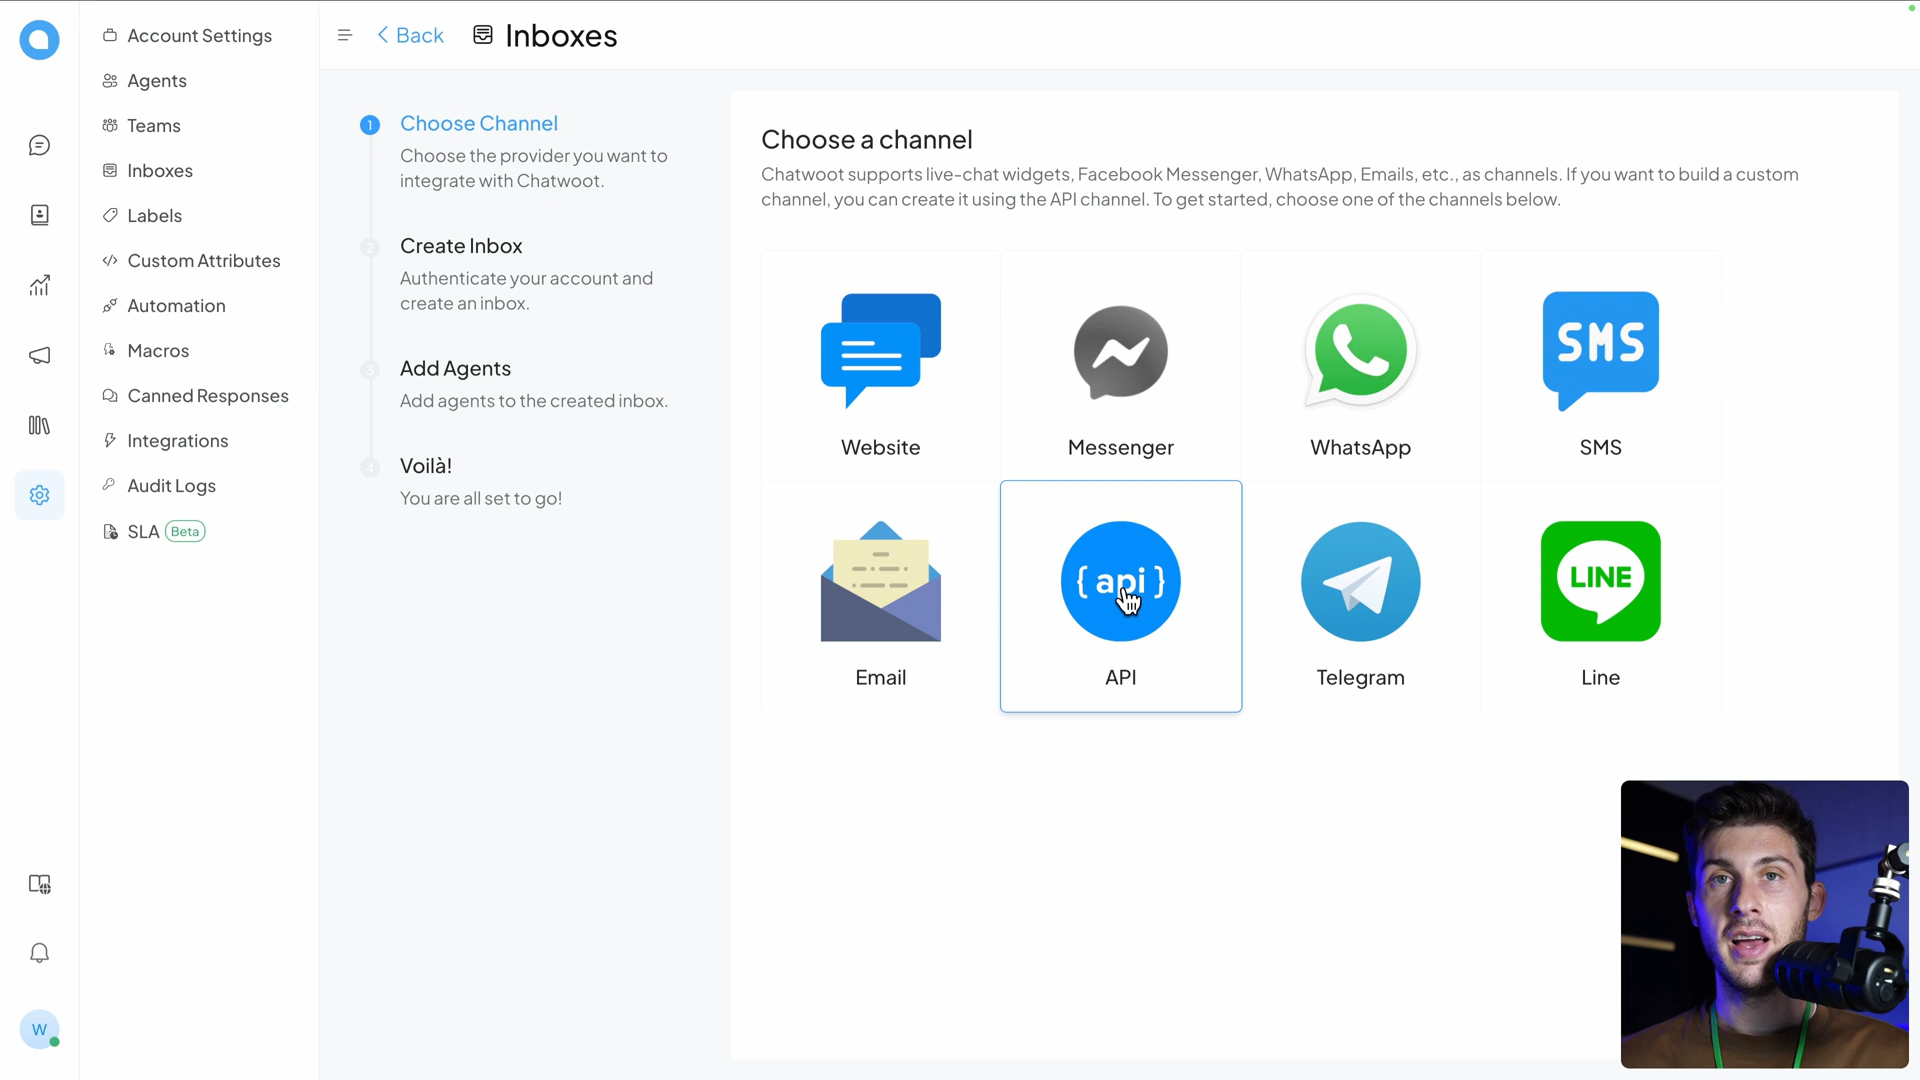 Account Settings
Agents
Teams
Inboxes
Labels
Custom Attributes
Automation
Macros
Canned Responses
Integrations
Audit Logs
SLA Beta
W
Back
Inboxes
1 Choose Channel
Choose the provider you want to
integrate with Chatwoot.
2 Create Inbox
Authenticate your account and
create an inbox.
3 Add Agents
Add agents to the created inbox.
4 Voilà!
You are all set to go!
Choose a channel
Chatwoot supports live-chat widgets, Facebook Messenger, WhatsApp, Emails, etc., as channels. If you want to build a custom
channel, you can create it using the API channel. To get started, choose one of the channels below.
SMS
Website
Messenger
WhatsApp
SMS
{ api }
LINE
Email
API
Telegram
Line